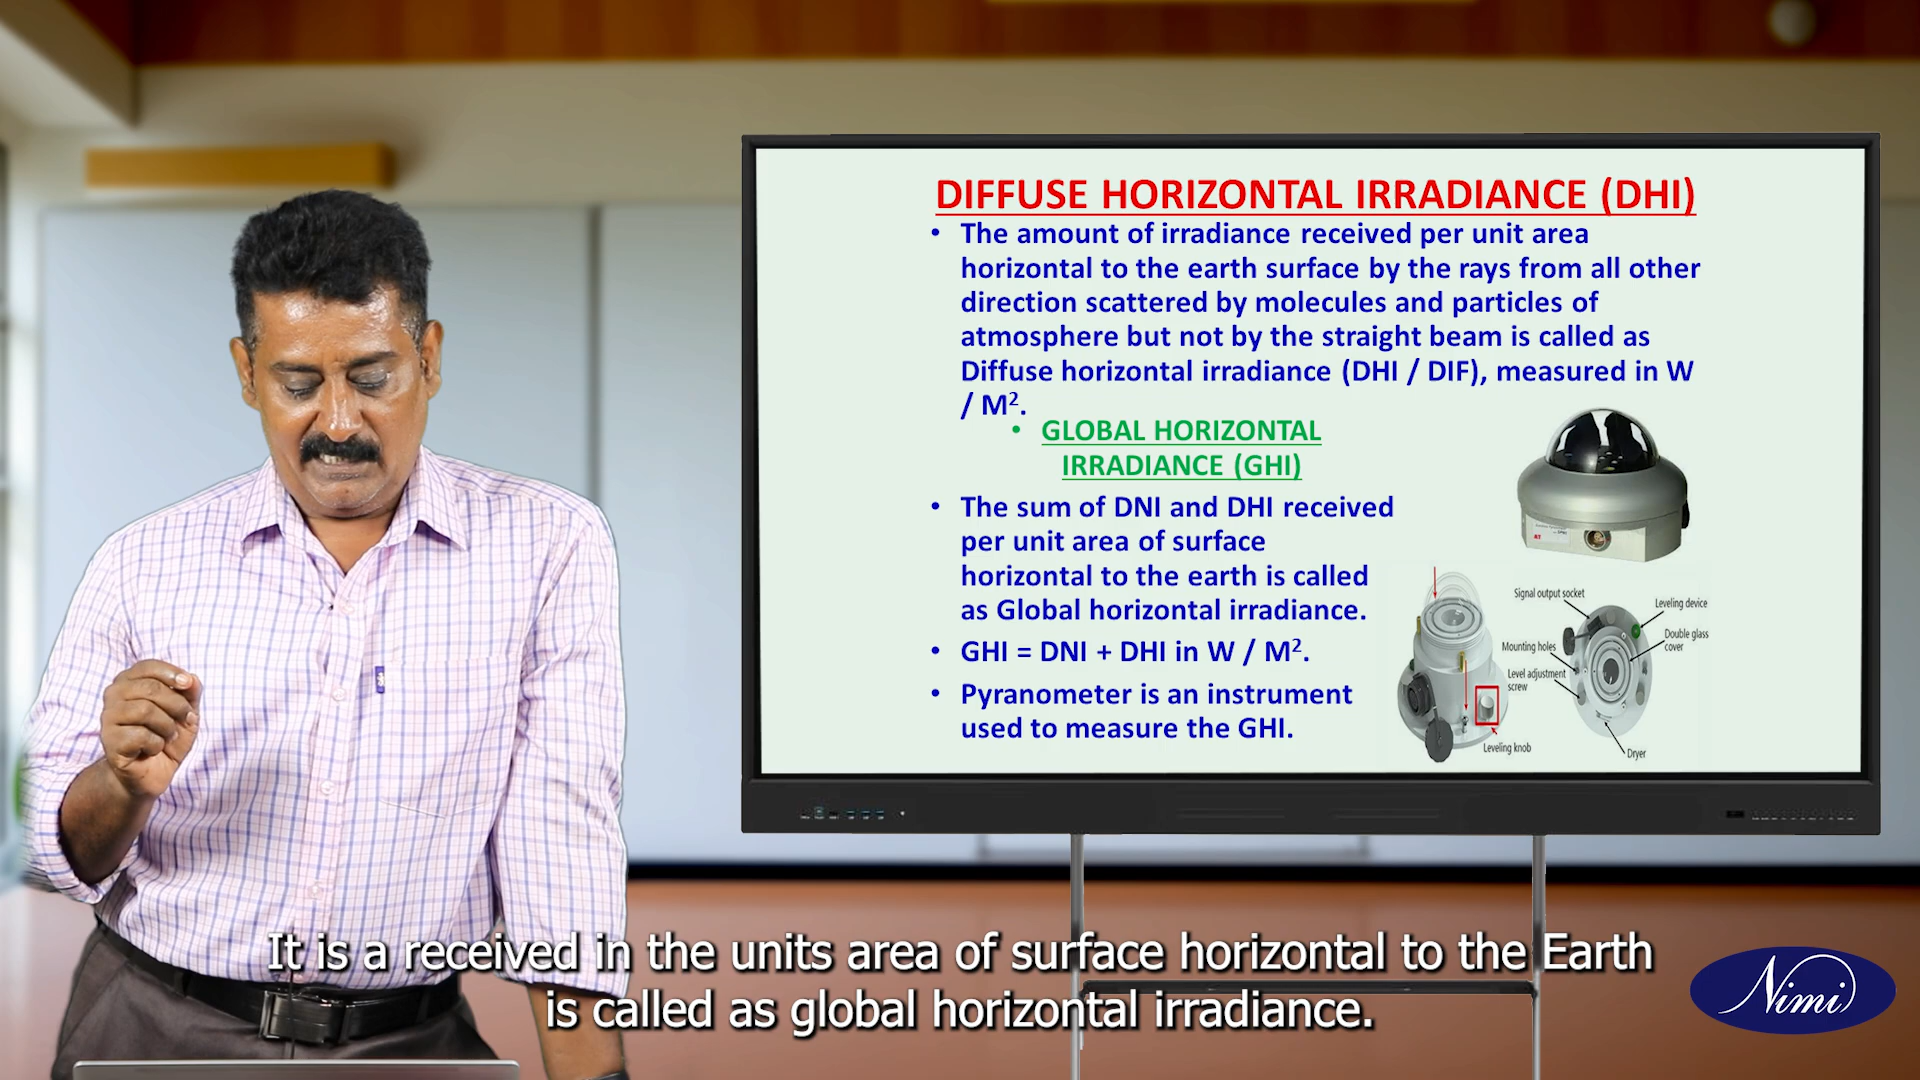 DIFFUSE HORIZONTAL IRRADIANCE (DHI)
• The amount of irradiance received per unit area
horizontal to the earth surface by the rays from all other
direction scattered by molecules and particles of
atmosphere but not by the straight beam is called as
Diffuse horizontal irradiance (DHI / DIF), measured in W
/ M².
• GLOBAL HORIZONTAL
IRRADIANCE (GHI)
• The sum of DNI and DHI received
per unit area of surface
horizontal to the earth is called
as Global horizontal irradiance.
• GHI = DNI + DHI in W / M².
• Pyranometer is an instrument
used to measure the GHI.
Signal output socket
Leveling device
Double glass
cover
Mounting holes
Level adjustment
screw
Leveling knob
Dryer
It is a received in the units area of surface horizontal to the Earth
is called as global horizontal irradiance.
Nimi